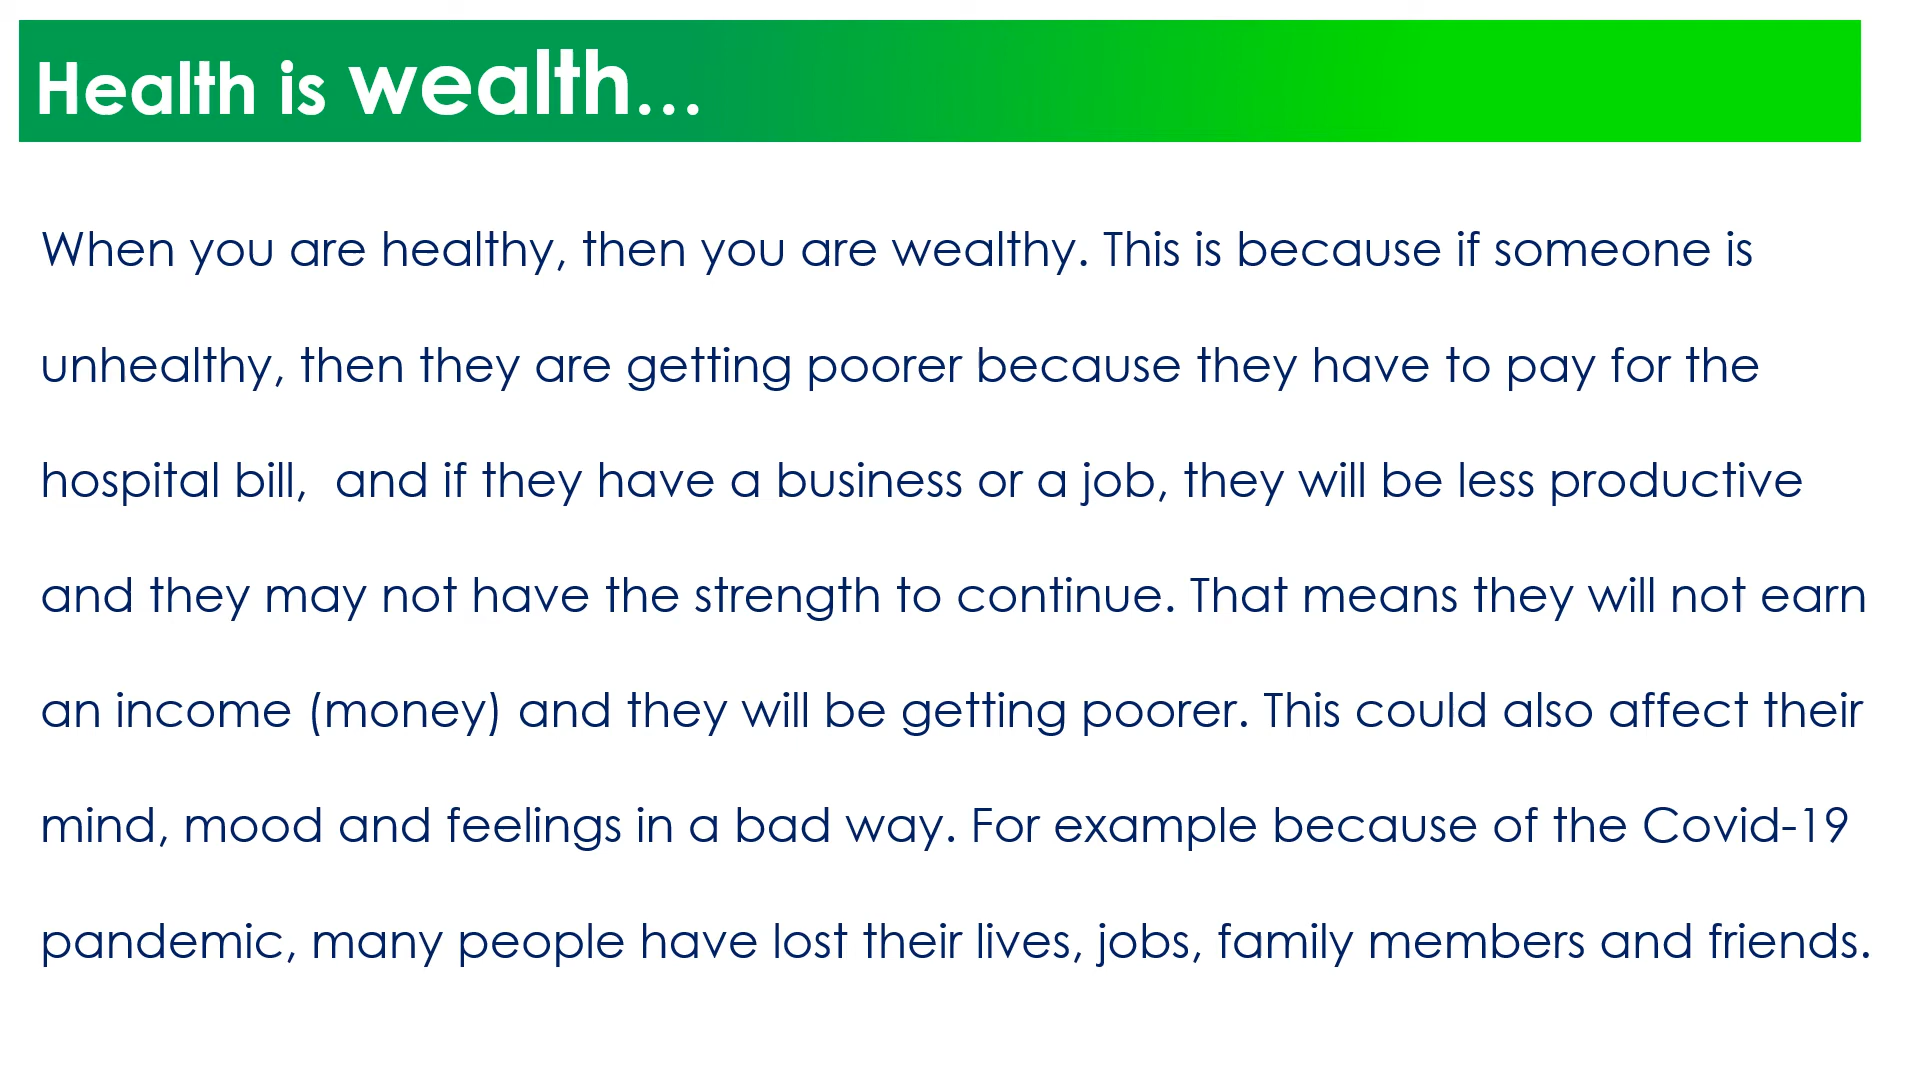 Health is wealth...
When you are healthy, then you are wealthy. This is because if someone is
unhealthy, then they are getting poorer because they have to pay for the
hospital bill,  and if they have a business or a job, they will be less productive
and they may not have the strength to continue. That means they will not earn
an income (money) and they will be getting poorer. This could also affect their
mind, mood and feelings in a bad way. For example because of the Covid-19
pandemic, many people have lost their lives, jobs, family members and friends.